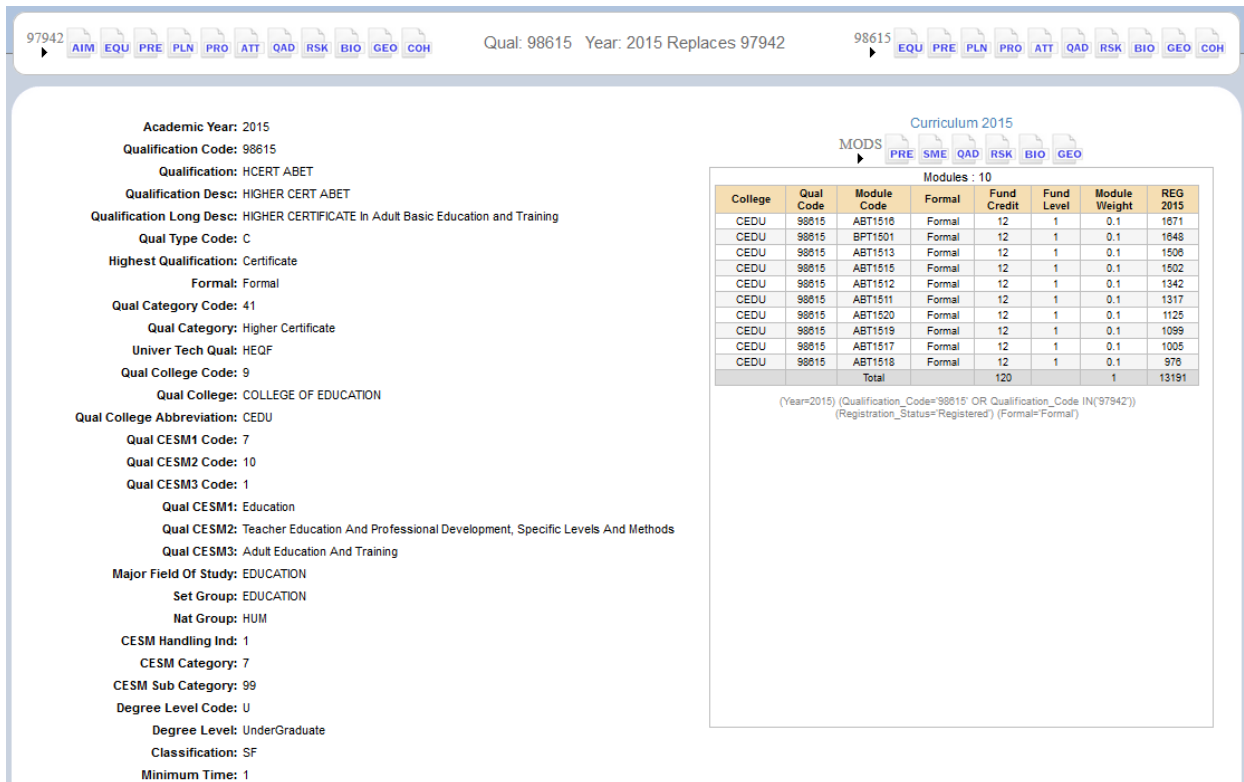 97942 AIM EQU PRE PLN PRO ATT QAD RSK BIO GEO COH Qual: 98615 Year: 2015 Replaces 97942 98615 EQU PRE PLN PRO ATT QAD RSK BIO GEO COH
Academic Year: 2015
Qualification Code: 98615
Qualification: HCERT ABET
Qualification Desc: HIGHER CERT ABET
Qualification Long Desc: HIGHER CERTIFICATE In Adult Basic Education and Training
Qual Type Code: C
Highest Qualification: Certificate
Formal: Formal
Qual Category Code: 41
Qual Category: Higher Certificate
Univer Tech Qual: HEQF
Qual College Code: 9
Qual College: COLLEGE OF EDUCATION
Qual College Abbreviation: CEDU
Qual CESM1 Code: 7
Qual CESM2 Code: 10
Qual CESM3 Code: 1
Qual CESM1: Education
Qual CESM2: Teacher Education And Professional Development, Specific Levels And Methods
Qual CESM3: Adult Education And Training
Major Field Of Study: EDUCATION
Set Group: EDUCATION
Nat Group: HUM
CESM Handling Ind: 1
CESM Category: 7
CESM Sub Category: 99
Degree Level Code: U
Degree Level: UnderGraduate
Classification: SF
Minimum Time: 1
Curriculum 2015
MODS PRE SME QAD RSK BIO GEO
Modules : 10
College Qual Code Module Code Formal Fund Credit Fund Level Module Weight REG 2015
CEDU 98615 ABT1516 Formal 12 1 0.1 1671
CEDU 98615 BPT1501 Formal 12 1 0.1 1648
CEDU 98615 ABT1513 Formal 12 1 0.1 1506
CEDU 98615 ABT1515 Formal 12 1 0.1 1502
CEDU 98615 ABT1512 Formal 12 1 0.1 1342
CEDU 98615 ABT1511 Formal 12 1 0.1 1317
CEDU 98615 ABT1520 Formal 12 1 0.1 1125
CEDU 98615 ABT1519 Formal 12 1 0.1 1099
CEDU 98615 ABT1517 Formal 12 1 0.1 1005
CEDU 98615 ABT1518 Formal 12 1 0.1 976
Total 120 1 13191
(Year=2015) (Qualification_Code='98615' OR Qualification_Code IN('97942'))
(Registration_Status='Registered') (Formal='Formal')